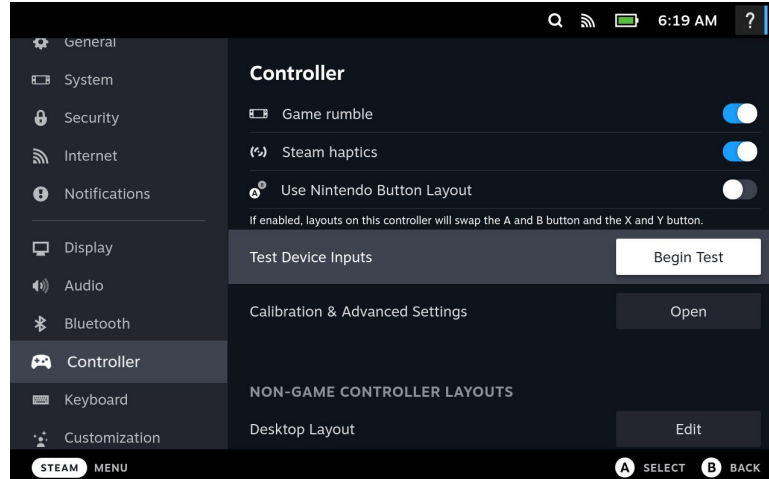 6:19 AM ?
General
System
Security
Internet
Notifications
Display
Audio
Bluetooth
Controller
Keyboard
Customization
Controller
Game rumble
Steam haptics
Use Nintendo Button Layout
If enabled, layouts on this controller will swap the A and B button and the X and Y button.
Test Device Inputs Begin Test
Calibration & Advanced Settings Open
NON-GAME CONTROLLER LAYOUTS
Desktop Layout Edit
STEAM MENU A SELECT B BACK